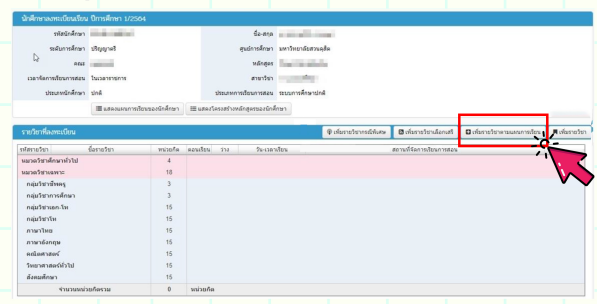 นักศึกษาลงทะเบียนเรียน ปีการศึกษา 1/2564
รหัสนักศึกษา ชื่อ-สกุล
ระดับการศึกษา ปริญญาตรี ศูนย์การศึกษา มหาวิทยาลัยสวนดุสิต
คณะ หลักสูตร
เวลาจัดการเรียนการสอน ในเวลาราชการ สาขาวิชา
ประเภทนักศึกษา ปกติ ประเภทการเรียนการสอน ระบบการศึกษาปกติ
แสดงแผนการเรียนของนักศึกษา แสดงโครงสร้างหลักสูตรของนักศึกษา
รายวิชาที่ลงทะเบียน เพิ่มรายวิชากรณีพิเศษ เพิ่มรายวิชาเลือกเสรี เพิ่มรายวิชาตามแผนการเรียน เพิ่มรายวิชา
รหัสรายวิชา ชื่อรายวิชา หน่วยกิต ตอนเรียน ว่าง วัน-เวลาเรียน สถานที่จัดการเรียนการสอน
หมวดวิชาศึกษาทั่วไป 4
หมวดวิชาเฉพาะ 18
กลุ่มวิชาชีพครู 3
กลุ่มวิชาการศึกษา 3
กลุ่มวิชาเอก-โท 15
กลุ่มวิชาโท 15
ภาษาไทย 15
ภาษาอังกฤษ 15
คณิตศาสตร์ 15
วิทยาศาสตร์ทั่วไป 15
สังคมศึกษา 15
จำนวนหน่วยกิตรวม 0 หน่วยกิต